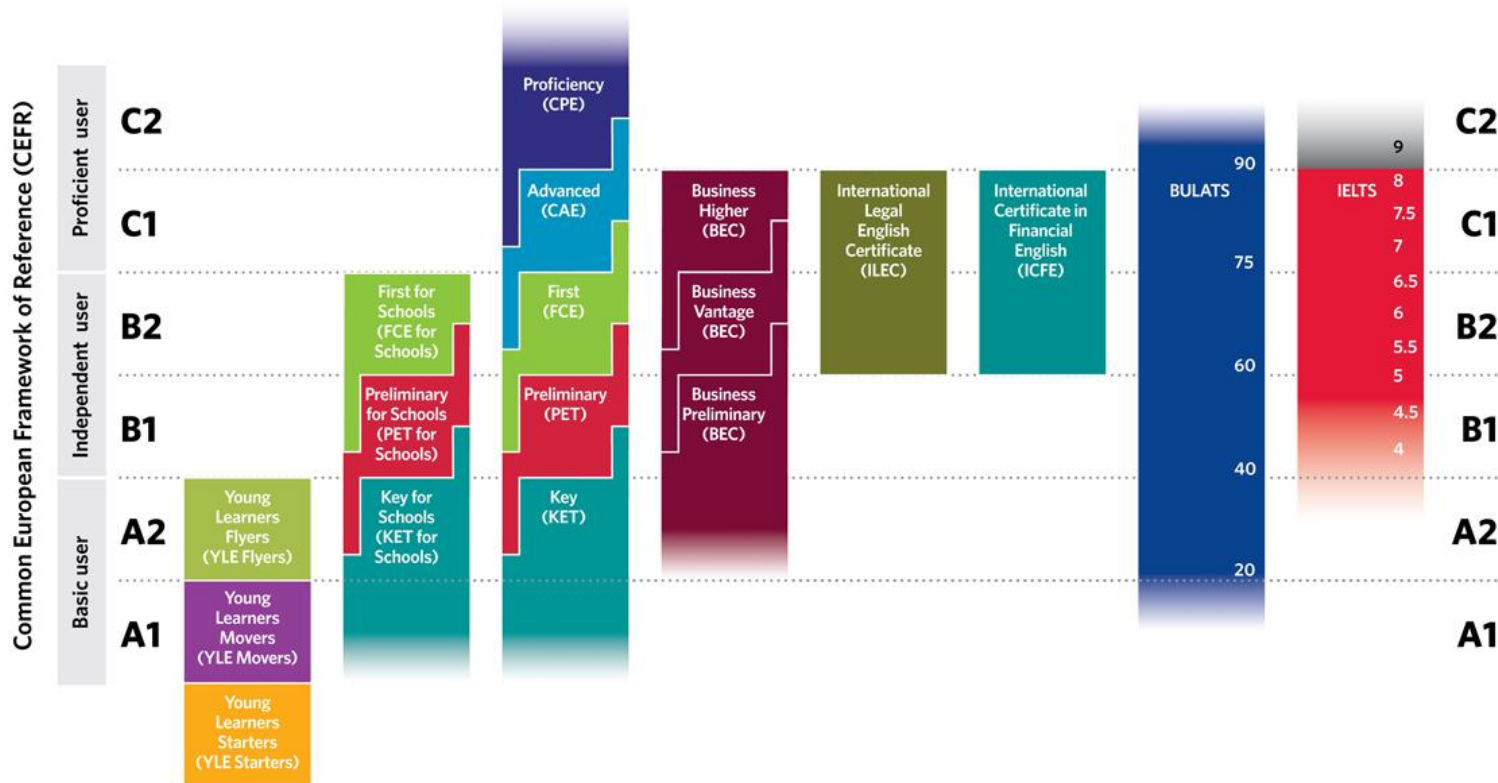 Common European Framework of Reference (CEFR)
Proficient user
Independent user
Basic user
C2
C1
B2
B1
A2
A1
Young
Learners
Flyers
(YLE Flyers)
Young
Learners
Movers
(YLE Movers)
Young
Learners
Starters
(YLE Starters)
First for
Schools
(FCE for
Schools)
Preliminary
for Schools
(PET for
Schools)
Key for
Schools
(KET for
Schools)
Proficiency
(CPE)
Advanced
(CAE)
First
(FCE)
Preliminary
(PET)
Key
(KET)
Business
Higher
(BEC)
Business
Vantage
(BEC)
Business
Preliminary
(BEC)
International
Legal
English
Certificate
(ILEC)
International
Certificate in
Financial
English
(ICFE)
BULATS
90
75
60
40
20
IELTS
9
8
7.5
7
6.5
6
5.5
5
4.5
4
C2
C1
B2
B1
A2
A1